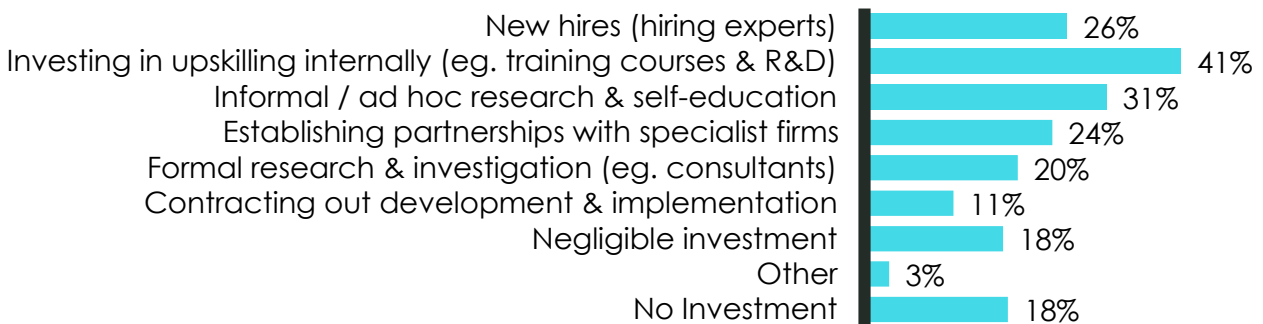 New hires (hiring experts) 26%
Investing in upskilling internally (eg. training courses & R&D) 41%
Informal / ad hoc research & self-education 31%
Establishing partnerships with specialist firms 24%
Formal research & investigation (eg. consultants) 20%
Contracting out development & implementation 11%
Negligible investment 18%
Other 3%
No Investment 18%